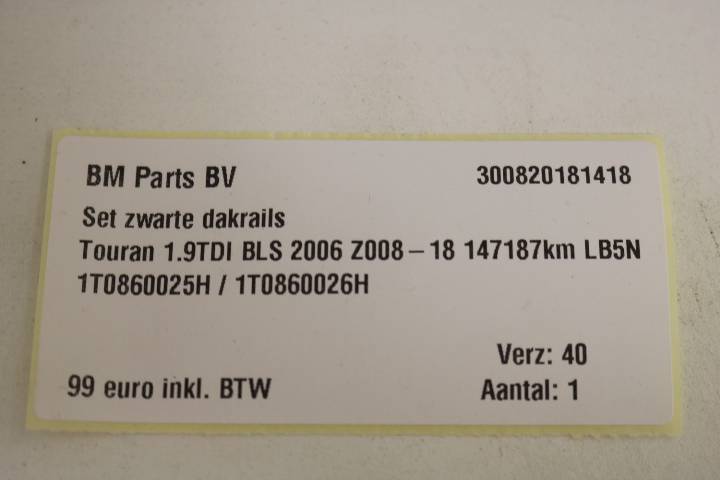 BM Parts BV 300820181418
Set zwarte dakrails
Touran 1.9TDI BLS 2006 Z008-18 147187km LB5N
1T0860025H / 1T0860026H
Verz: 40
99 euro inkl. BTW Aantal: 1